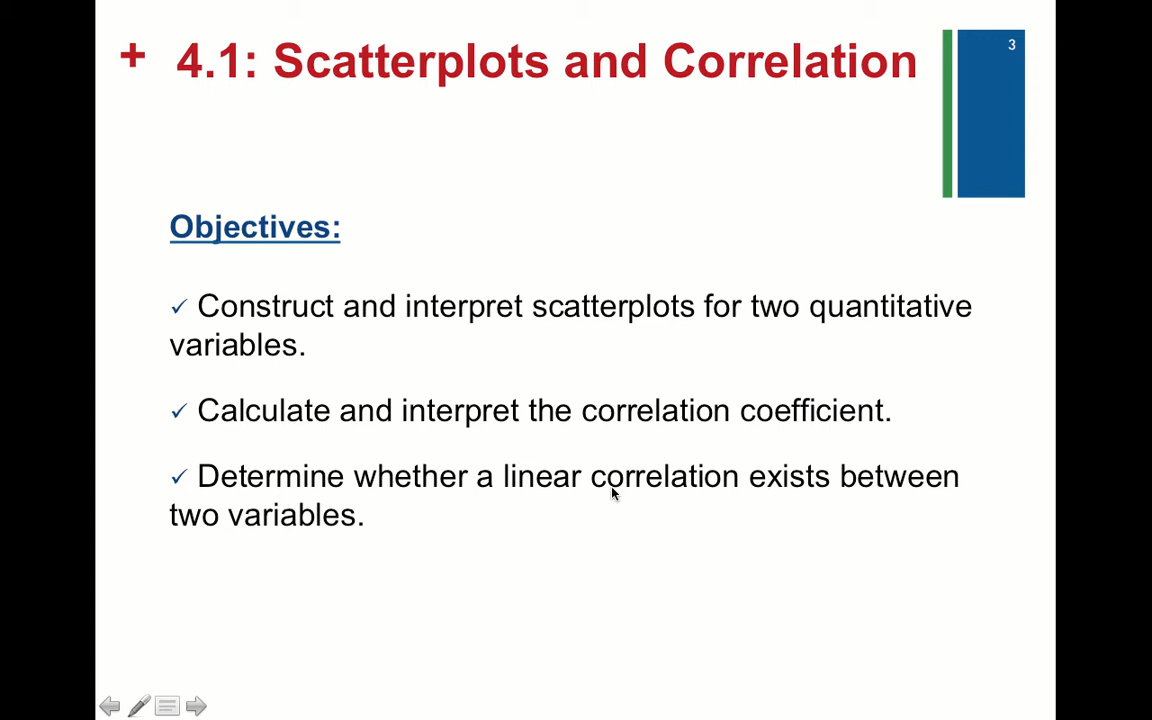 + 4.1: Scatterplots and Correlation
3
Objectives:
✓ Construct and interpret scatterplots for two quantitative
variables.
✓ Calculate and interpret the correlation coefficient.
✓ Determine whether a linear correlation exists between
two variables.